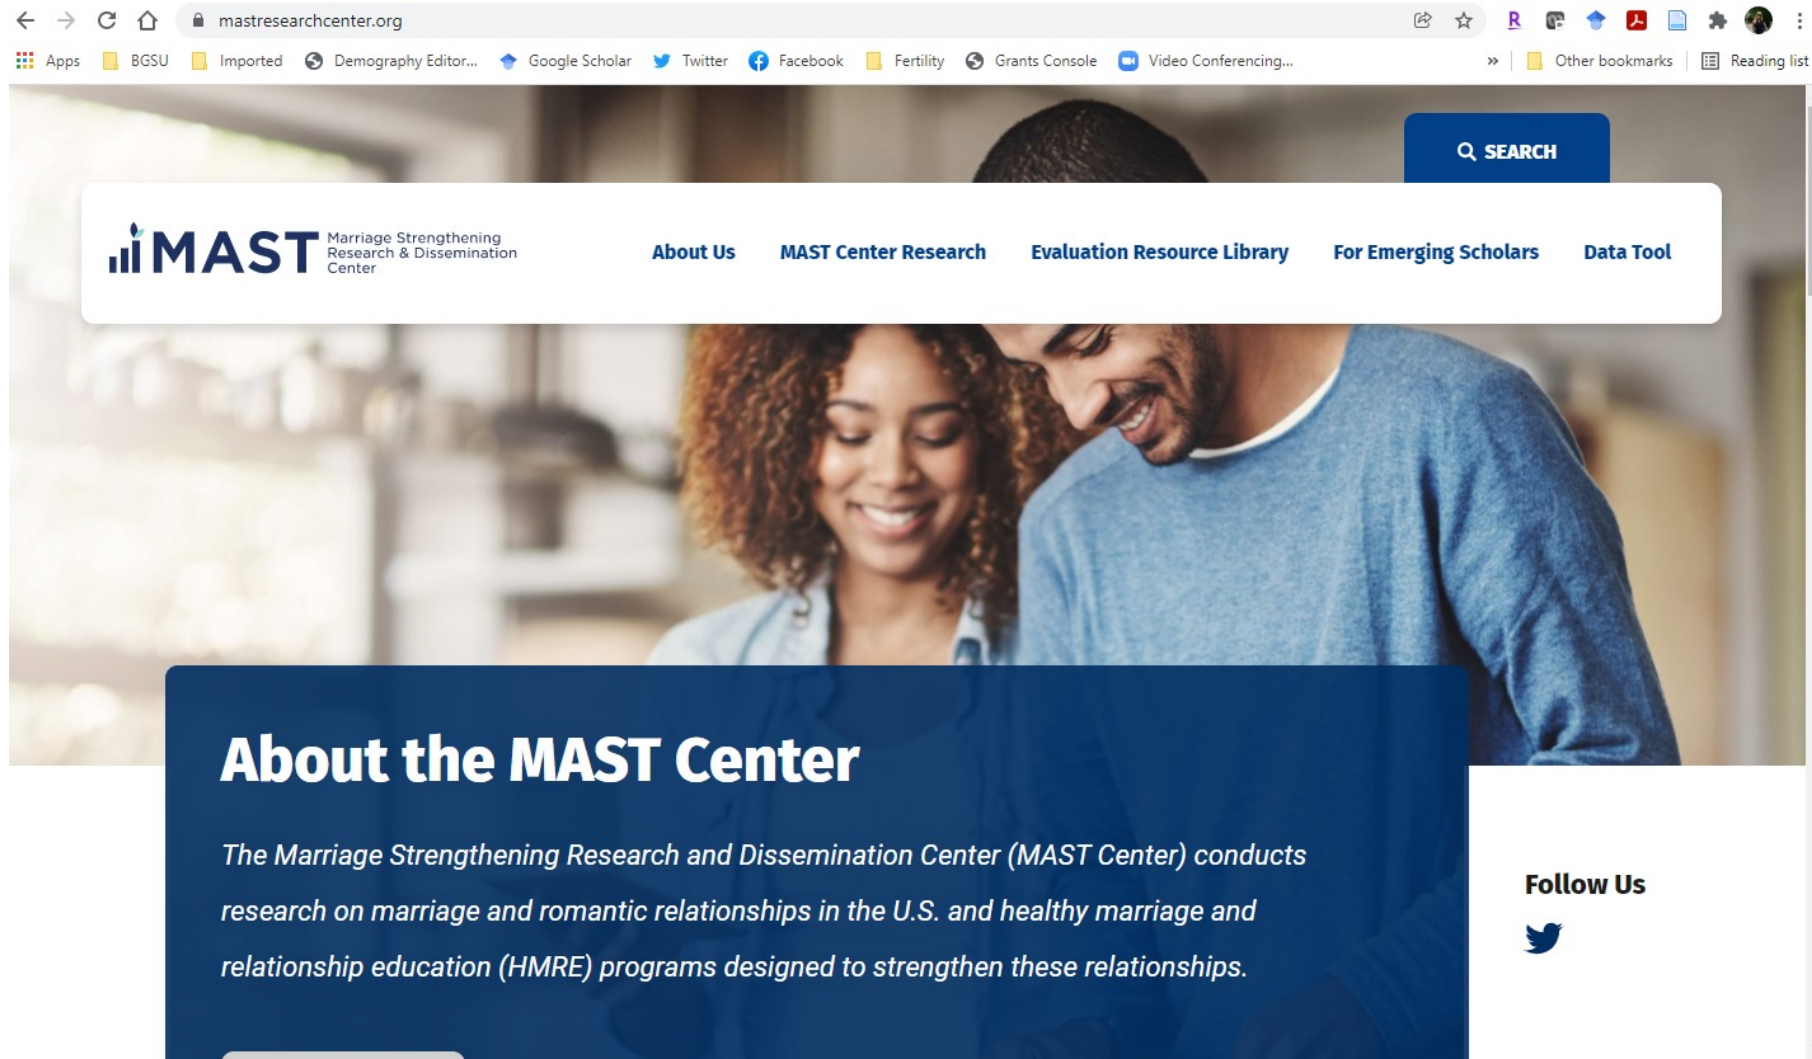 mastresearchcenter.org
Apps BGSU Imported Demography Editor... Google Scholar Twitter Facebook Fertility Grants Console Video Conferencing... » Other bookmarks Reading list
SEARCH
MAST Marriage Strengthening
Research & Dissemination
Center
About Us MAST Center Research Evaluation Resource Library For Emerging Scholars Data Tool
About the MAST Center
The Marriage Strengthening Research and Dissemination Center (MAST Center) conducts
research on marriage and romantic relationships in the U.S. and healthy marriage and
relationship education (HMRE) programs designed to strengthen these relationships.
Follow Us